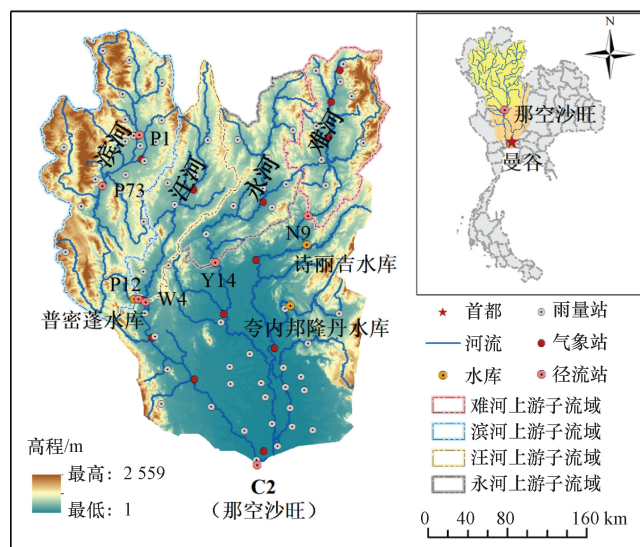 N
那空沙旺
曼谷
滨河
汪河
永河
难河
P1
P73
N9
诗丽吉水库
Y14
P12
W4
普密蓬水库
夸内邦隆丹水库
C2
（那空沙旺）
高程/m
最高：2 559
最低：1
首都
雨量站
河流
气象站
水库
径流站
难河上游子流域
滨河上游子流域
汪河上游子流域
永河上游子流域
0 40 80 160 km